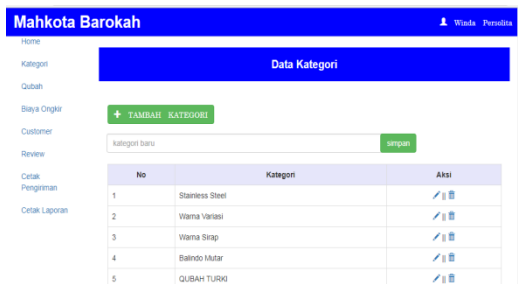 Mahkota Barokah
Winda Persolita
Home
Kategori
Qubah
Biaya Ongkir
Customer
Review
Cetak
Pengiriman
Cetak Laporan
Data Kategori
+ TAMBAH KATEGORI
kategori baru
simpan
No Kategori Aksi
1 Stainless Steel ||
2 Warna Variasi ||
3 Warna Sirap ||
4 Balindo Mutar ||
5 QUBAH TURKI ||